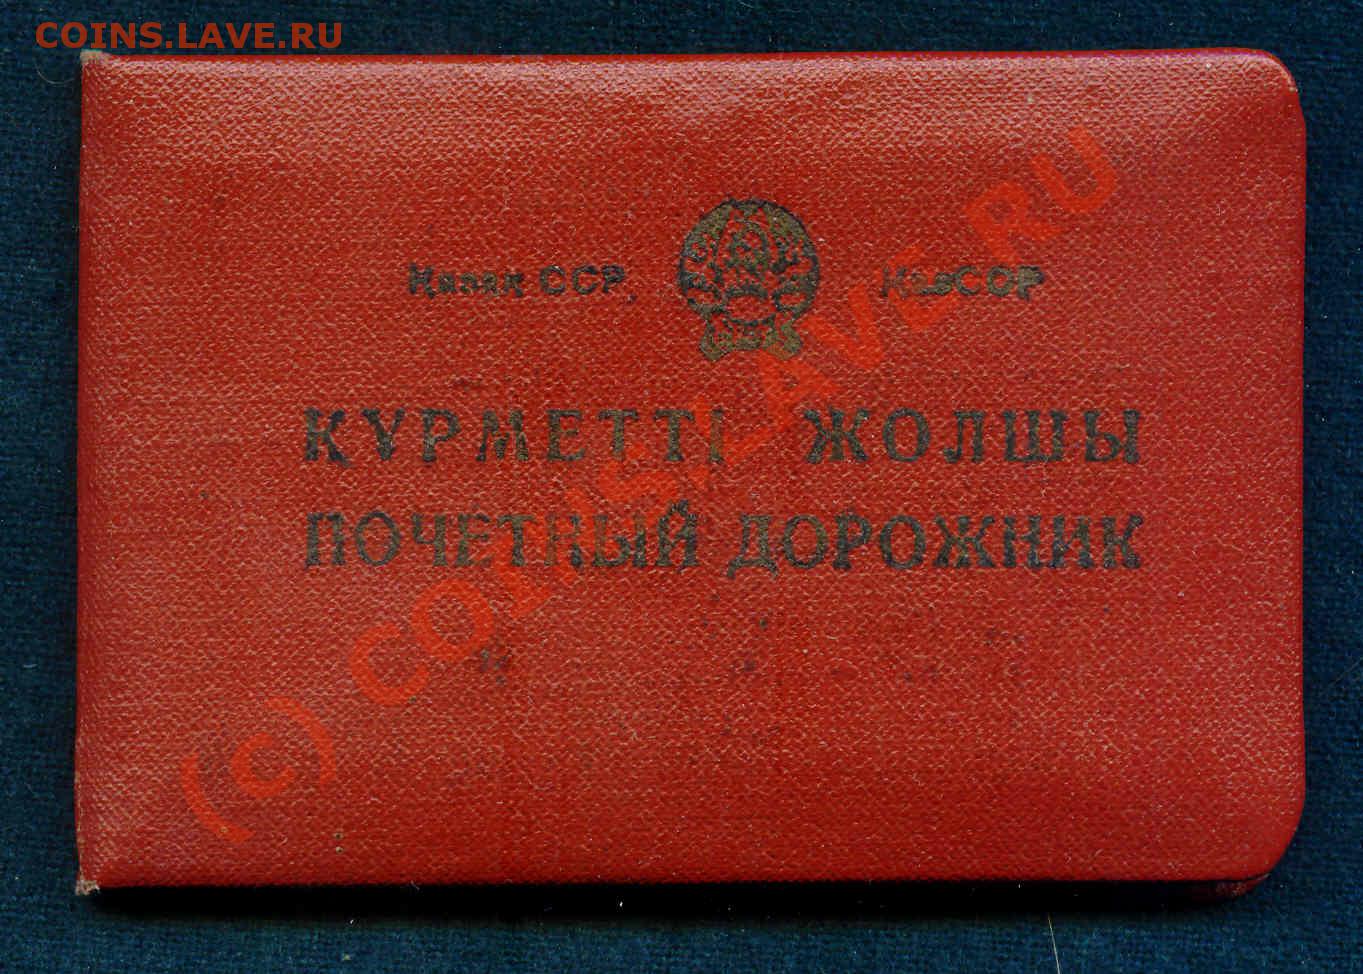 COINS.LAVE.RU
Қазақ ССР КазССР
ҚҰРМЕТТІ ЖОЛШЫ
ПОЧЕТНЫЙ ДОРОЖНИК
(c) COINS.LAVE.RU